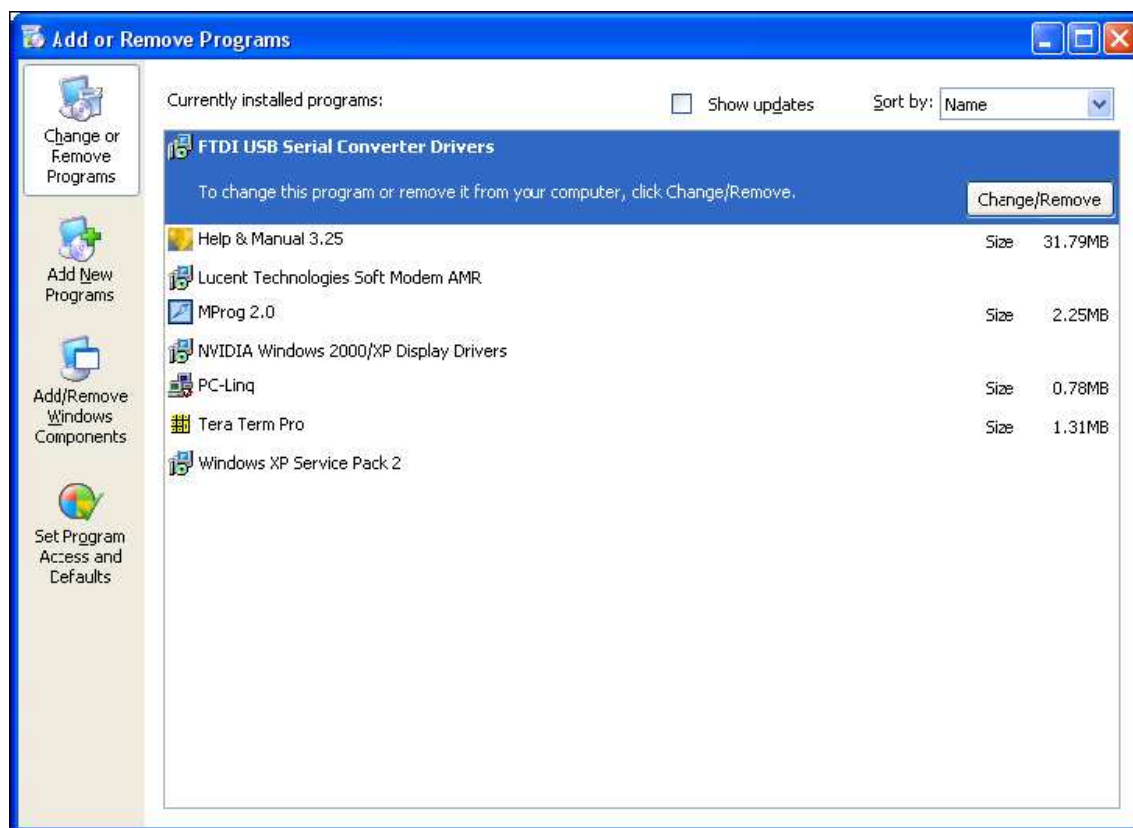 Add or Remove Programs
Change or
Remove
Programs
Add New
Programs
Add/Remove
Windows
Components
Set Program
Access and
Defaults
Currently installed programs:
Show updates
Sort by: Name
FTDI USB Serial Converter Drivers
To change this program or remove it from your computer, click Change/Remove.
Change/Remove
Help & Manual 3.25 Size 31.79MB
Lucent Technologies Soft Modem AMR
MProg 2.0 Size 2.25MB
NVIDIA Windows 2000/XP Display Drivers
PC-Linq Size 0.78MB
Tera Term Pro Size 1.31MB
Windows XP Service Pack 2